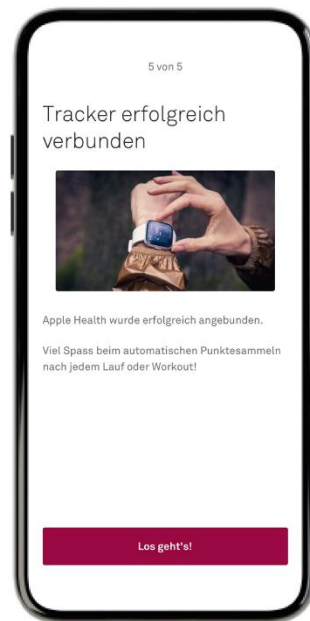 5 von 5
Tracker erfolgreich
verbunden
Apple Health wurde erfolgreich angebunden.
Viel Spass beim automatischen Punktesammeln
nach jedem Lauf oder Workout!
Los geht's!